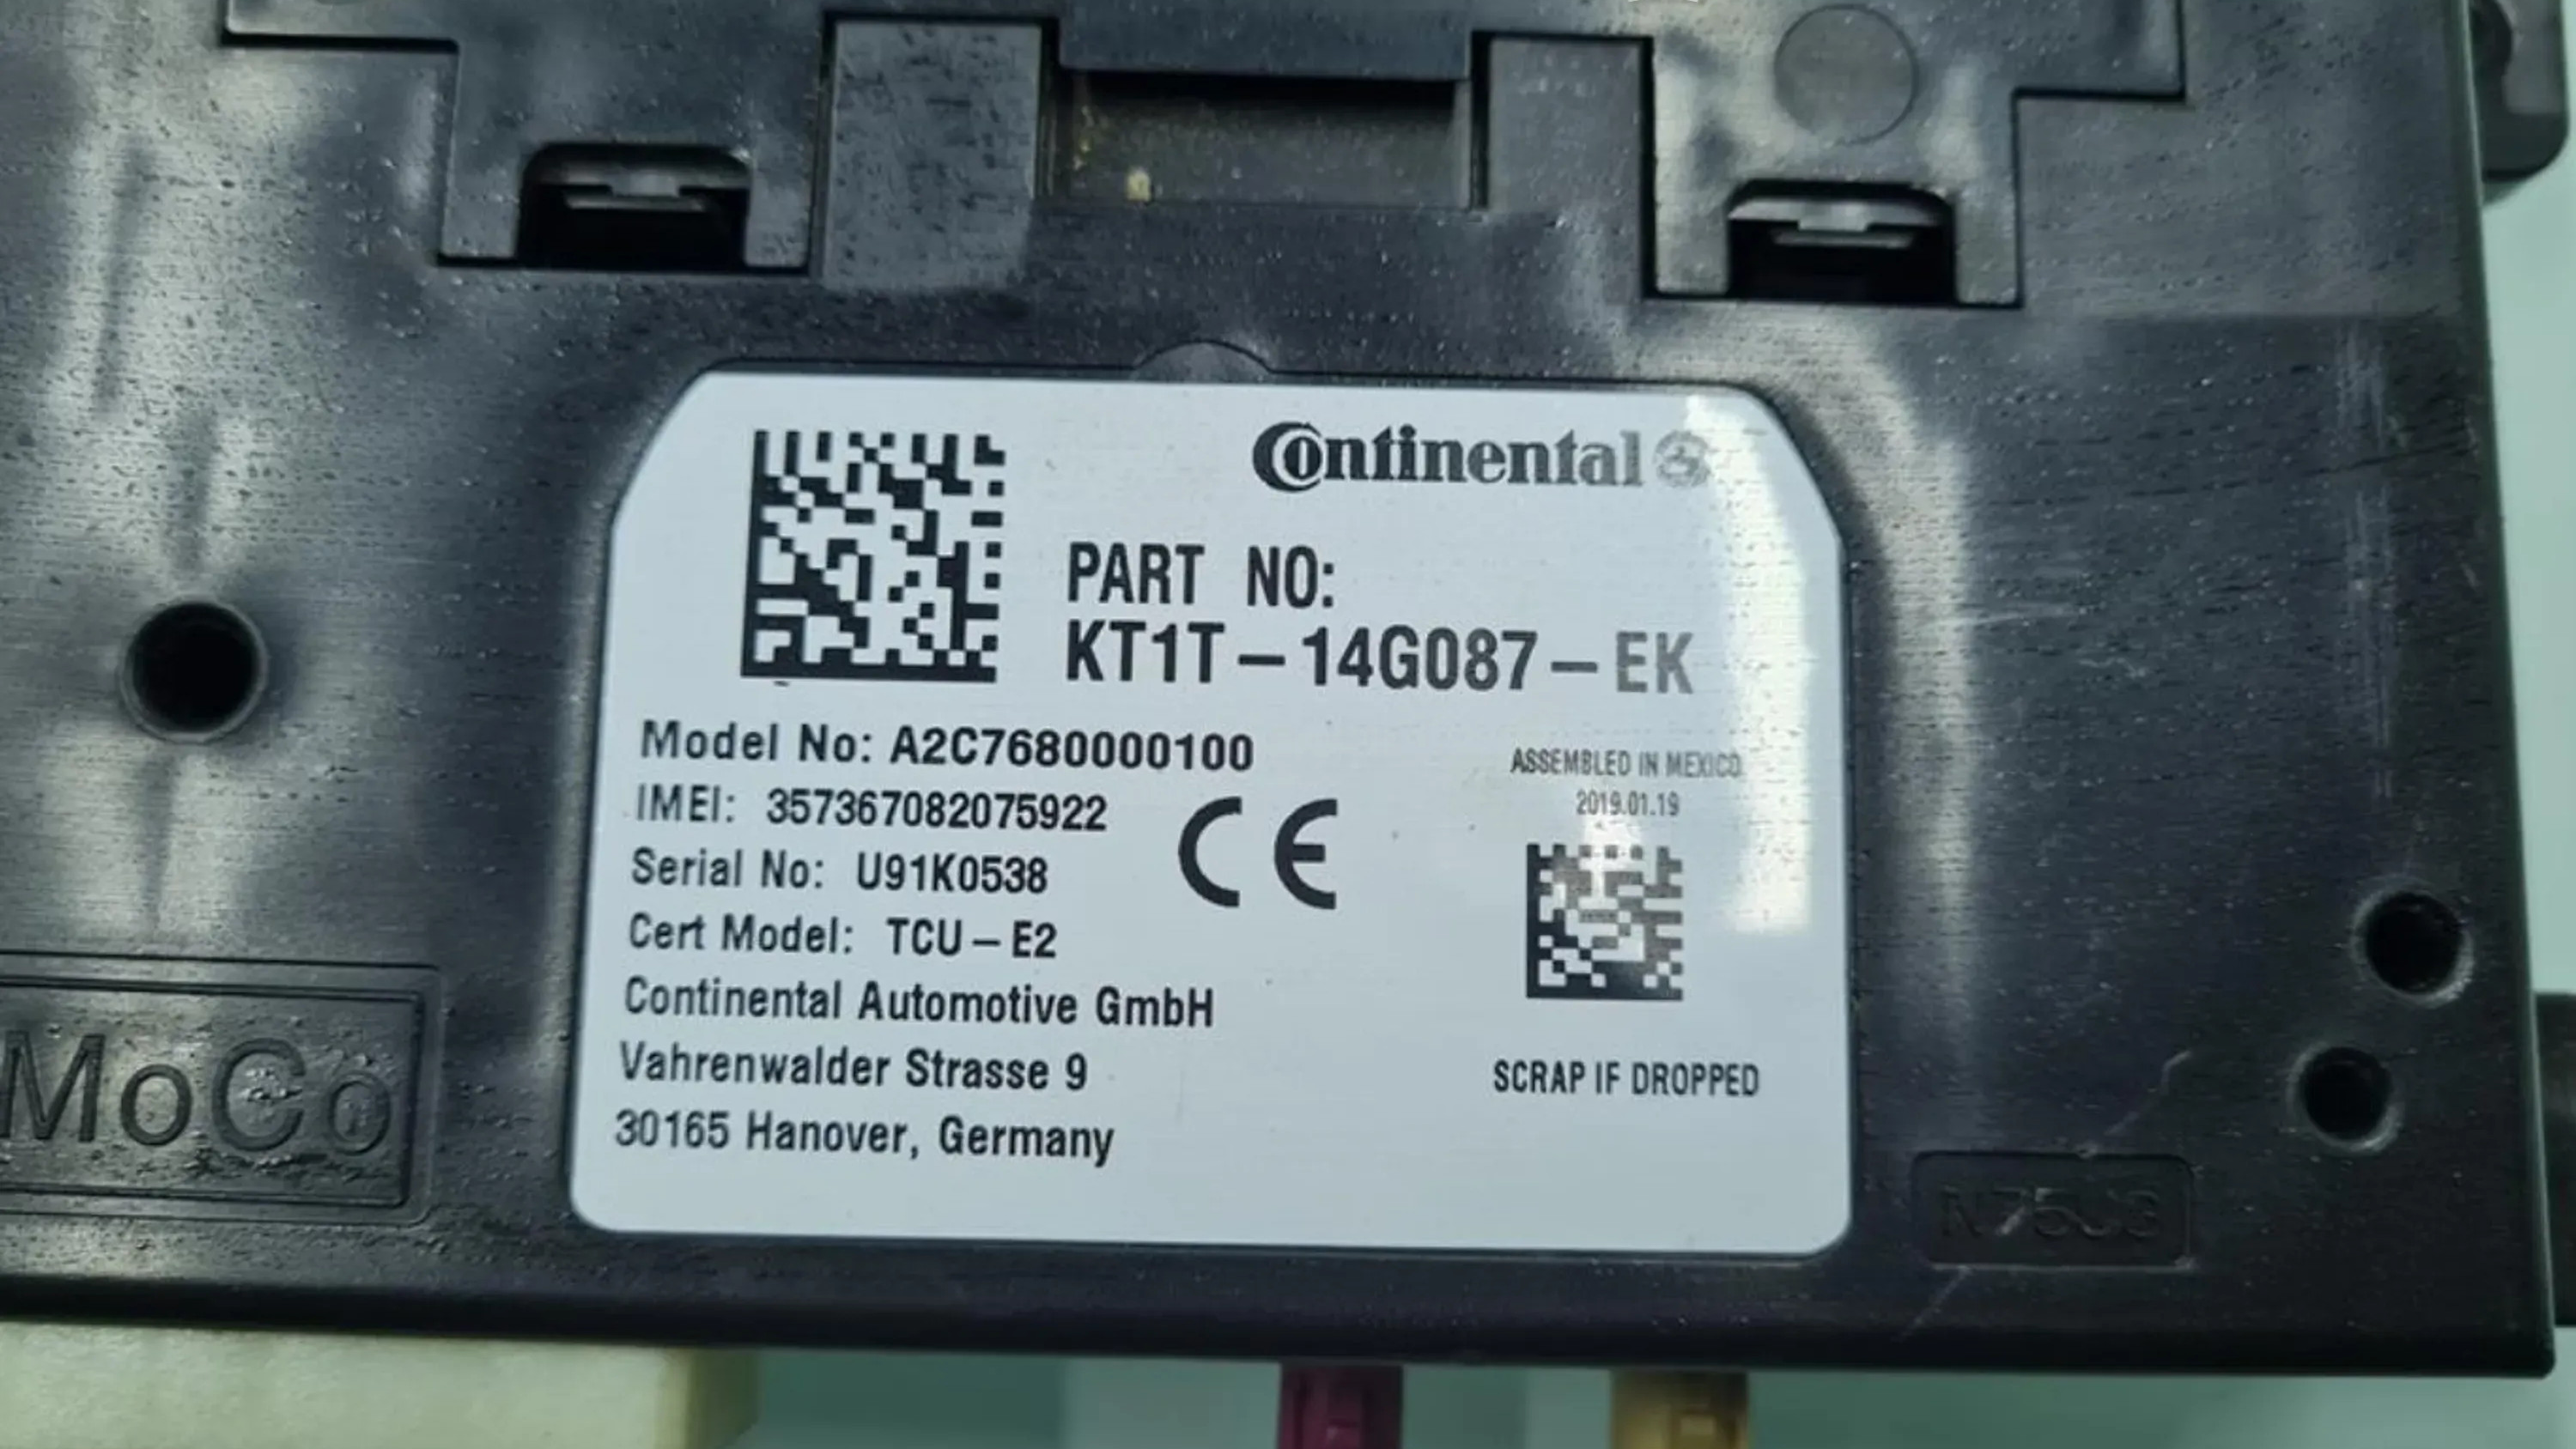 Continental
PART NO:
KT1T-14G087-EK
Model No: A2C7680000100
IMEI: 357367082075922
Serial No: U91K0538
Cert Model: TCU-E2
Continental Automotive GmbH
Vahrenwalder Strasse 9
30165 Hanover, Germany
CE
ASSEMBLED IN MEXICO
2019.01.19
SCRAP IF DROPPED
MoCo